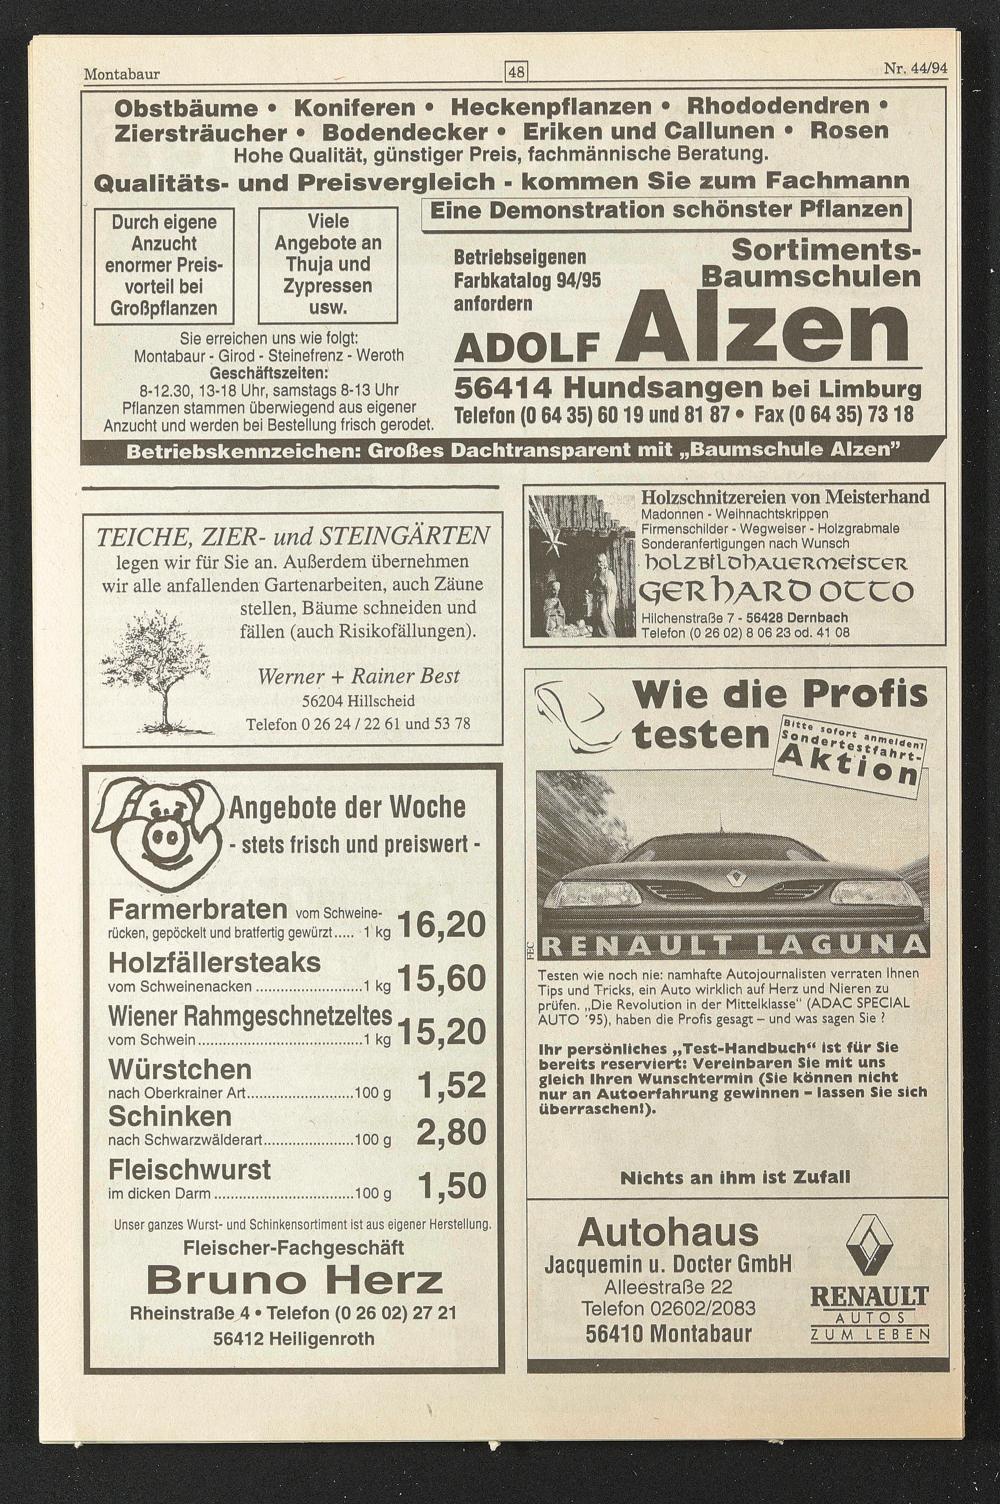 Montabaur
48
Nr. 44/94
Obstbäume • Koniferen • Heckenpflanzen • Rhododendren •
Ziersträucher • Bodendecker • Eriken und Callunen • Rosen
Hohe Qualität, günstiger Preis, fachmännische Beratung.
Qualitäts- und Preisvergleich - kommen Sie zum Fachmann
Durch eigene
Anzucht
enormer Preis-
vorteil bei
Großpflanzen
Viele
Angebote an
Thuja und
Zypressen
usw.
Eine Demonstration schönster Pflanzen
Betriebseigenen
Farbkatalog 94/95
anfordern
Sortiments-
Baumschulen
ADOLF Alzen
56414 Hundsangen bei Limburg
Telefon (0 64 35) 60 19 und 81 87 • Fax (0 64 35) 73 18
Sie erreichen uns wie folgt:
Montabaur - Girod - Steinefrenz - Weroth
Geschäftszeiten:
8-12.30, 13-18 Uhr, samstags 8-13 Uhr
Pflanzen stammen überwiegend aus eigener
Anzucht und werden bei Bestellung frisch gerodet.
Betriebskennzeichen: Großes Dachtransparent mit „Baumschule Alzen”
TEICHE, ZIER- und STEINGÄRTEN
legen wir für Sie an. Außerdem übernehmen
wir alle anfallenden Gartenarbeiten, auch Zäune
stellen, Bäume schneiden und
fällen (auch Risikofällungen).
Werner + Rainer Best
56204 Hillscheid
Telefon 0 26 24 / 22 61 und 53 78
Holzschnitzereien von Meisterhand
Madonnen - Weihnachtskrippen
Firmenschilder - Wegweiser - Holzgrabmale
Sonderanfertigungen nach Wunsch
HOLZBILDHAUERMEISTER
GERHARD OTTO
Hilchenstraße 7 - 56428 Dernbach
Telefon (0 26 02) 8 06 23 od. 41 08
Angebote der Woche
- stets frisch und preiswert -
Farmerbraten vom Schweine-
rücken, gepöckelt und bratfertig gewürzt..... 1 kg 16,20
Holzfällersteaks
vom Schweinenacken ........................1 kg 15,60
Wiener Rahmgeschnetzeltes
vom Schwein.....................................1 kg 15,20
Würstchen
nach Oberkrainer Art........................100 g 1,52
Schinken
nach Schwarzwälderart.....................100 g 2,80
Fleischwurst
im dicken Darm ................................100 g 1,50
Unser ganzes Wurst- und Schinkensortiment ist aus eigener Herstellung.
Fleischer-Fachgeschäft
Bruno Herz
Rheinstraße 4 • Telefon (0 26 02) 27 21
56412 Heiligenroth
Wie die Profis
testen
Bitte sofort anmelden!
Sondertestfahrt-
Aktion
FEC
RENAULT LAGUNA
Testen wie noch nie: namhafte Autojournalisten verraten Ihnen
Tips und Tricks, ein Auto wirklich auf Herz und Nieren zu
prüfen. „Die Revolution in der Mittelklasse“ (ADAC SPECIAL
AUTO ´95), haben die Profis gesagt – und was sagen Sie ?
Ihr persönliches „Test-Handbuch“ ist für Sie
bereits reserviert: Vereinbaren Sie mit uns
gleich Ihren Wunschtermin (Sie können nicht
nur an Autoerfahrung gewinnen – lassen Sie sich
überraschen!).
Nichts an ihm ist Zufall
Autohaus
Jacquemin u. Docter GmbH
Alleestraße 22
Telefon 02602/2083
56410 Montabaur
RENAULT
AUTOS
ZUM LEBEN